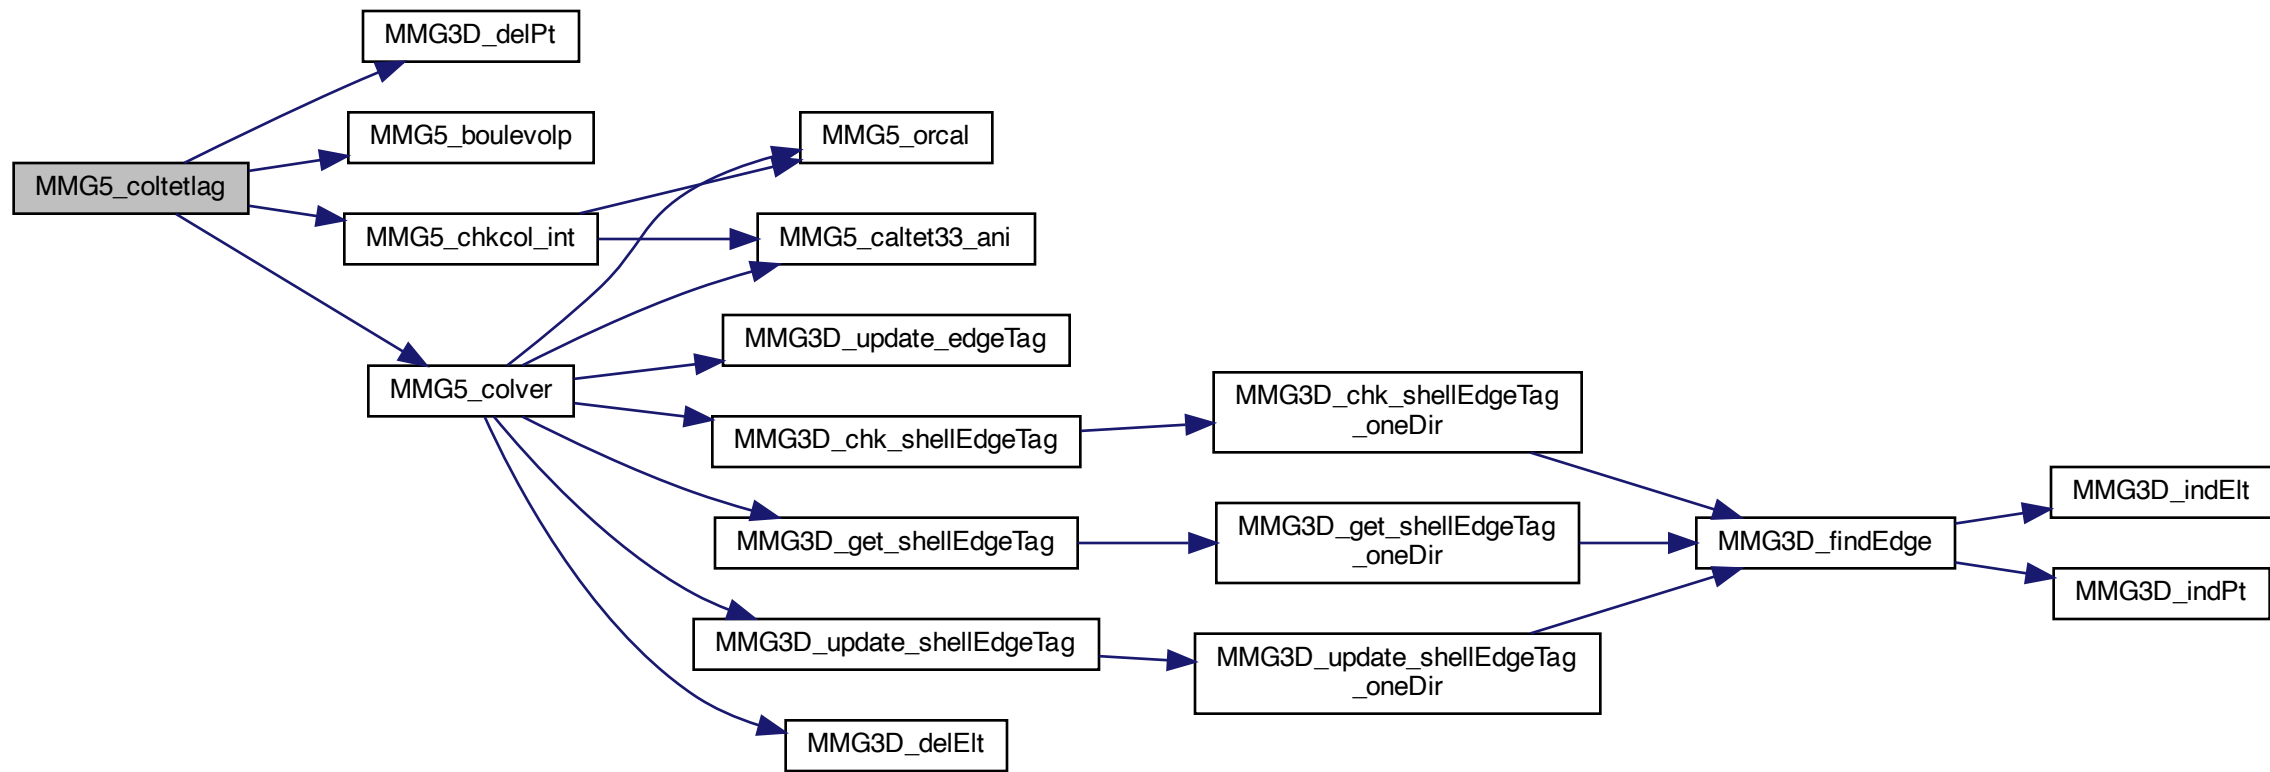 MMG3D_delPt
MMG5_boulevolp
MMG5_orcal
MMG5_coltetlag
MMG5_chkcol_int
MMG5_caltet33_ani
MMG3D_update_edgeTag
MMG5_colver
MMG3D_chk_shellEdgeTag
_oneDir
MMG3D_chk_shellEdgeTag
MMG3D_indElt
MMG3D_get_shellEdgeTag
MMG3D_get_shellEdgeTag
_oneDir
MMG3D_findEdge
MMG3D_indPt
MMG3D_update_shellEdgeTag
MMG3D_update_shellEdgeTag
_oneDir
MMG3D_delElt